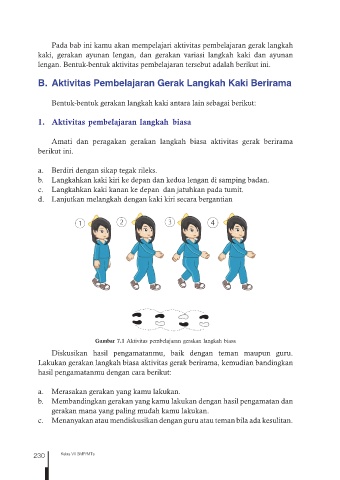 Pada bab ini kamu akan mempelajari aktivitas pembelajaran gerak langkah
kaki, gerakan ayunan lengan, dan gerakan variasi langkah kaki dan ayunan
lengan. Bentuk-bentuk aktivitas pembelajaran tersebut adalah berikut ini.
B. Aktivitas Pembelajaran Gerak Langkah Kaki Berirama
Bentuk-bentuk gerakan langkah kaki antara lain sebagai berikut:
1. Aktivitas pembelajaran langkah biasa
Amati dan peragakan gerakan langkah biasa aktivitas gerak berirama
berikut ini.
a. Berdiri dengan sikap tegak rileks.
b. Langkahkan kaki kiri ke depan dan kedua lengan di samping badan.
c. Langkahkan kaki kanan ke depan dan jatuhkan pada tumit.
d. Lanjutkan melangkah dengan kaki kiri secara bergantian
1 2 3 4
Gambar 7.1 Aktivitas pembelajaran gerakan langkah biasa
Diskusikan hasil pengamatanmu, baik dengan teman maupun guru.
Lakukan gerakan langkah biasa aktivitas gerak berirama, kemudian bandingkan
hasil pengamatanmu dengan cara berikut:
a. Merasakan gerakan yang kamu lakukan.
b. Membandingkan gerakan yang kamu lakukan dengan hasil pengamatan dan
gerakan mana yang paling mudah kamu lakukan.
c. Menanyakan atau mendiskusikan dengan guru atau teman bila ada kesulitan.
230 Kelas VII SMP/MTs